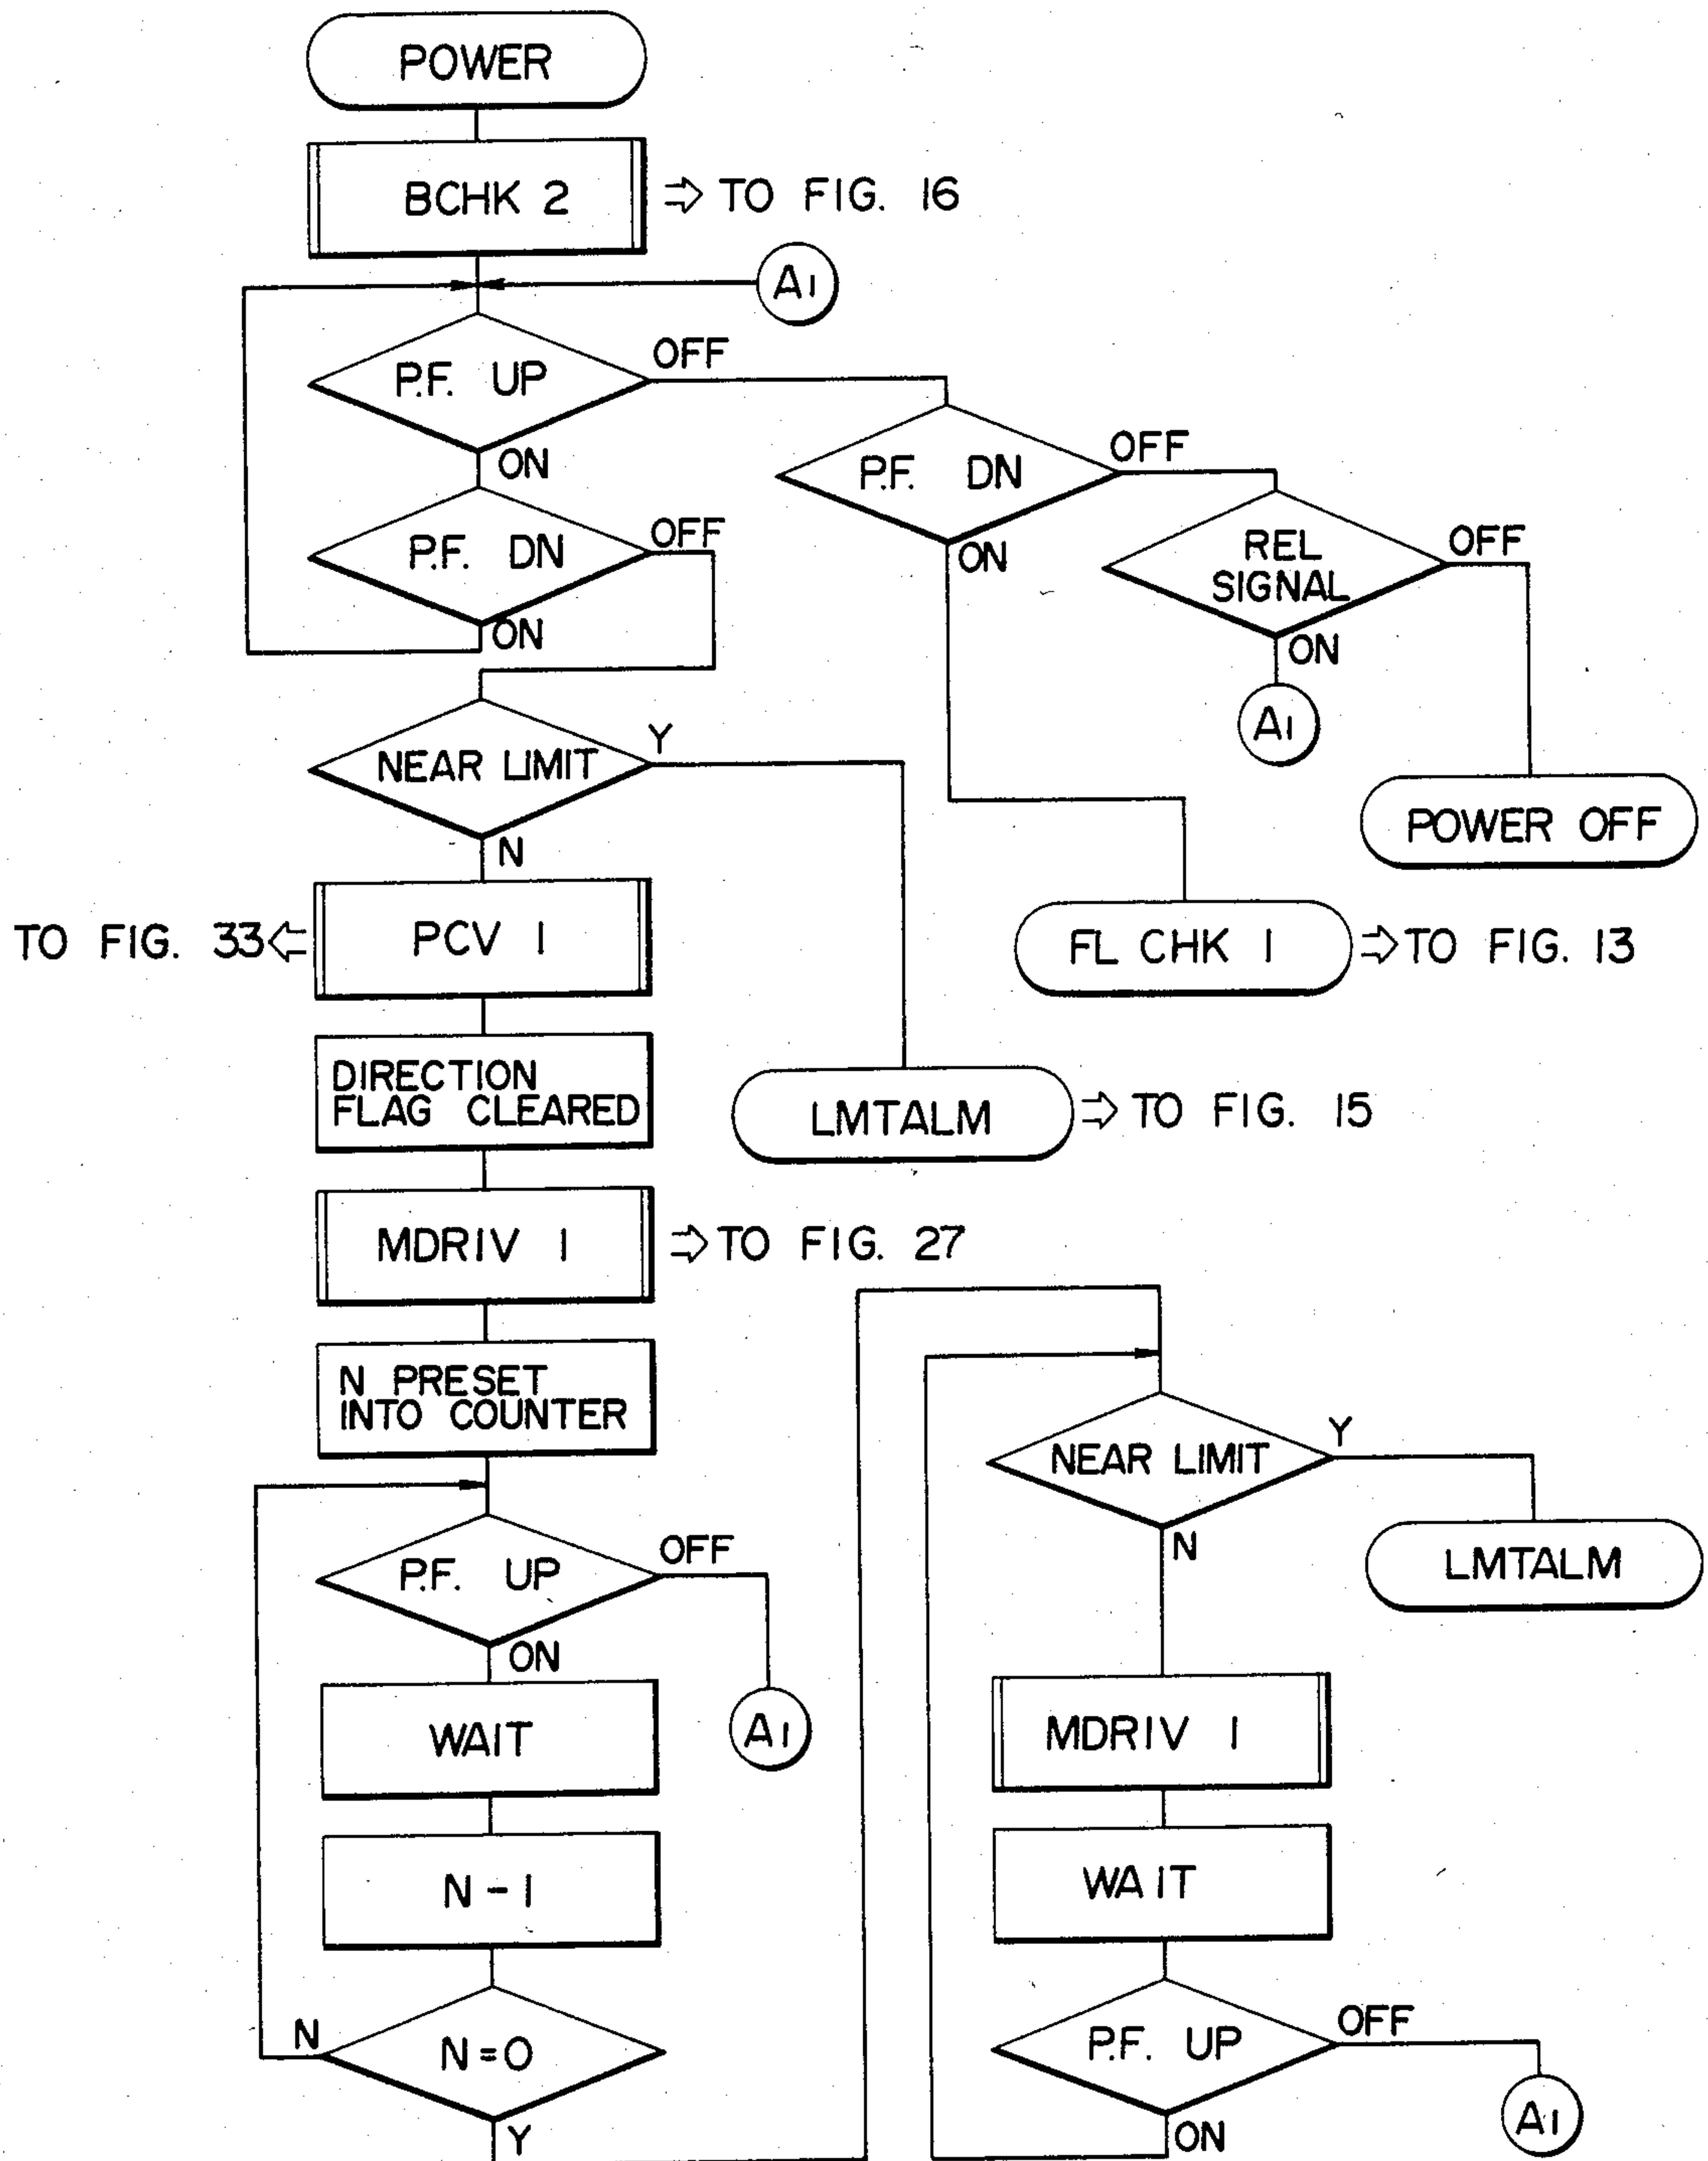 POWER
BCHK 2
⇨ TO FIG. 16
A1
P.F. UP
OFF
ON
P.F. DN
OFF
ON
P.F. DN
OFF
ON
REL
SIGNAL
OFF
ON
A1
POWER OFF
NEAR LIMIT
Y
N
TO FIG. 33 ⇦
PCV 1
FL CHK 1
⇨ TO FIG. 13
DIRECTION
FLAG CLEARED
LMTALM
⇨ TO FIG. 15
MDRIV 1
⇨ TO FIG. 27
N PRESET
INTO COUNTER
P.F. UP
OFF
ON
A1
WAIT
N-1
N=0
N
Y
NEAR LIMIT
Y
N
LMTALM
MDRIV 1
WAIT
P.F. UP
OFF
ON
A1